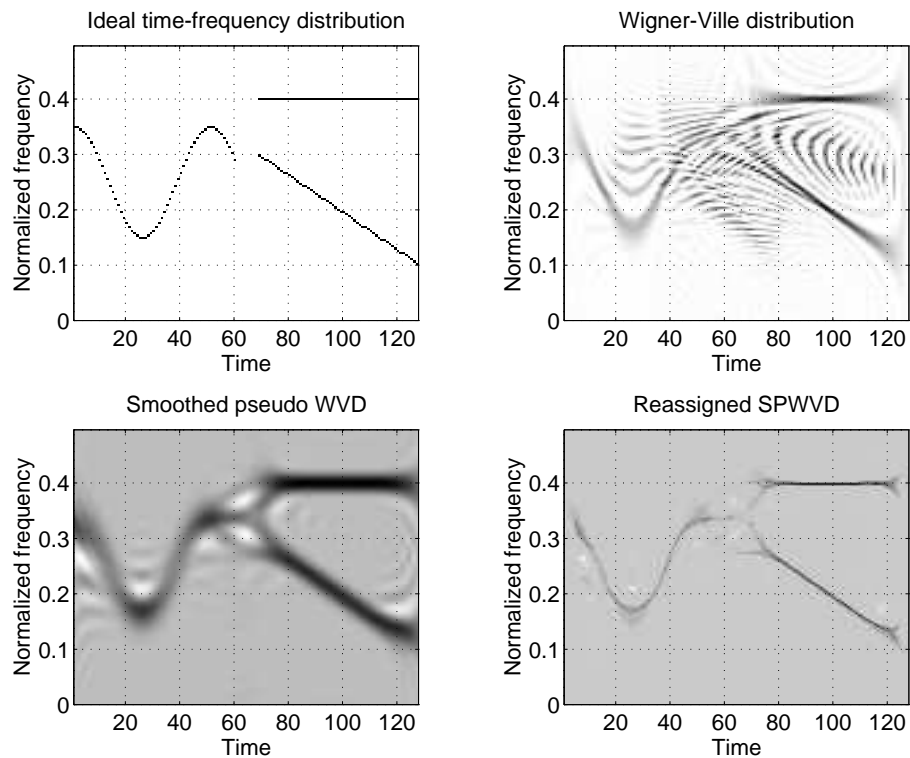 Ideal time-frequency distribution
Normalized frequency
0.4
0.3
0.2
0.1
0
20 40 60 80 100 120
Time
Wigner-Ville distribution
Normalized frequency
0.4
0.3
0.2
0.1
0
20 40 60 80 100 120
Time
Smoothed pseudo WVD
Normalized frequency
0.4
0.3
0.2
0.1
0
20 40 60 80 100 120
Time
Reassigned SPWVD
Normalized frequency
0.4
0.3
0.2
0.1
0
20 40 60 80 100 120
Time